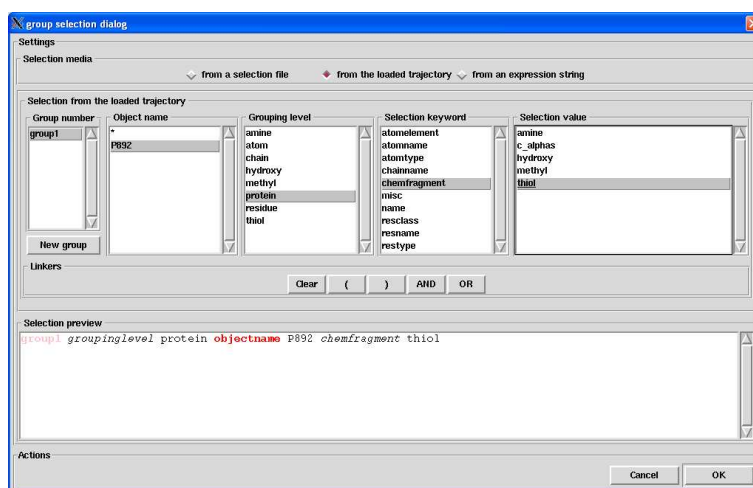 group selection dialog
Settings
Selection media
from a selection file from the loaded trajectory from an expression string
Selection from the loaded trajectory
Group number Object name Grouping level Selection keyword Selection value
group1 * amine atomelement amine
P892 atom atomname c_alphas
chain atomtype hydroxy
hydroxy chainname methyl
methyl chemfragment thiol
protein misc
residue name
thiol resclass
resname
New group restype
Linkers
Clear ( ) AND OR
Selection preview
group1 groupinglevel protein objectname P892 chemfragment thiol
Actions
Cancel OK